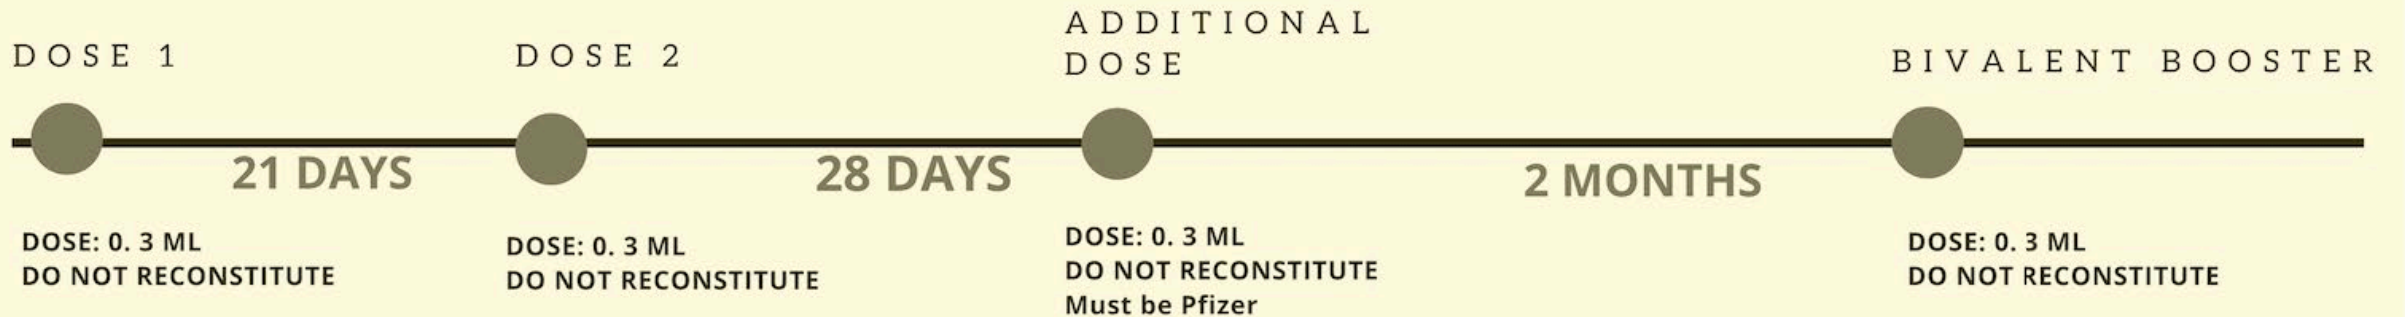 DOSE 1
DOSE 2
ADDITIONAL
DOSE
BIVALENT BOOSTER
21 DAYS
28 DAYS
2 MONTHS
DOSE: 0. 3 ML
DO NOT RECONSTITUTE
DOSE: 0. 3 ML
DO NOT RECONSTITUTE
DOSE: 0. 3 ML
DO NOT RECONSTITUTE
Must be Pfizer
DOSE: 0. 3 ML
DO NOT RECONSTITUTE